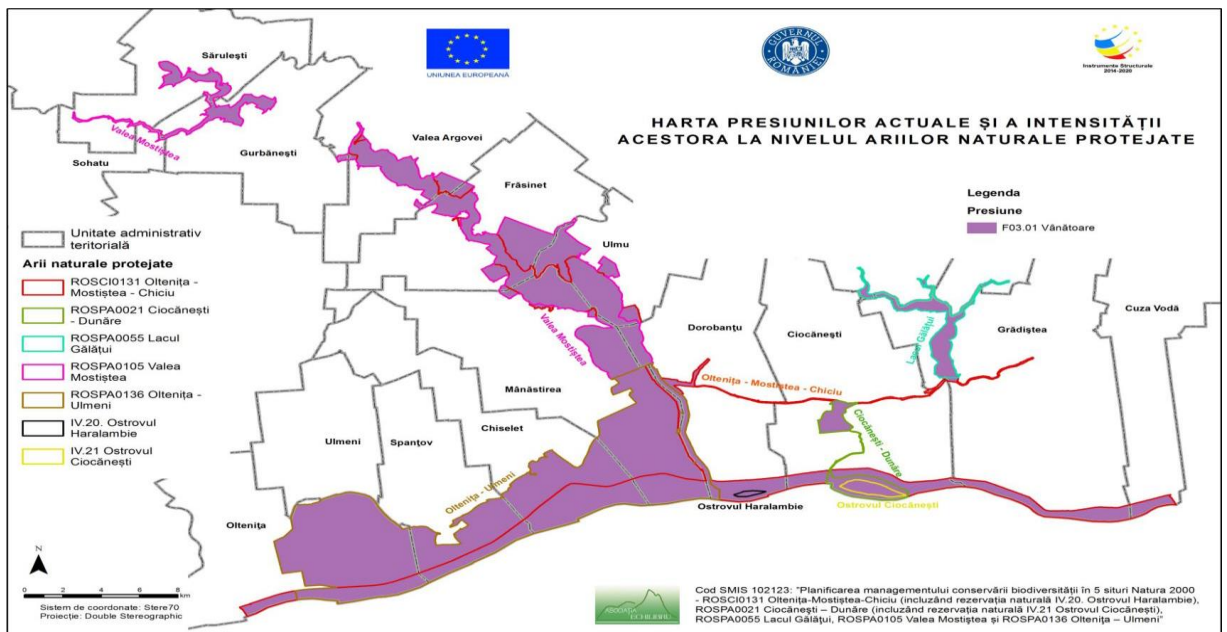 UNIUNEA EUROPEANĂ
GUVERNUL ROMÂNIEI
Instrumente Structurale
2014-2020
HARTA PRESIUNILOR ACTUALE ȘI A INTENSITĂȚII
ACESTORA LA NIVELUL ARIILOR NATURALE PROTEJATE
Legenda
Presiune
F03.01 Vânătoare
Unitate administrativ
teritorială
Arii naturale protejate
ROSCI0131 Oltenița -
Mostiștea - Chiciu
ROSPA0021 Ciocănești
- Dunăre
ROSPA0055 Lacul
Gălățui
ROSPA0105 Valea
Mostiștea
ROSPA0136 Oltenița -
Ulmeni
IV.20. Ostrovul
Haralambie
IV.21 Ostrovul
Ciocănești
Sărulești
Valea Mostiștea
Sohatu
Gurbănești
Valea Argovei
Frăsinet
Ulmu
Valea Mostiștea
Dorobanțu
Ciocănești
Lacul Gălățui
Grădiștea
Cuza Vodă
Oltenița - Mostiștea - Chiciu
Mânăstirea
Ciocănești - Dunăre
Ulmeni
Spanțov
Chiselet
Oltenița - Ulmeni
Oltenița
Ostrovul Haralambie
Ostrovul Ciocănești
N
0 2 4 6 8
km
Sistem de coordonate: Stere70
Proiecție: Double Stereographic
ASOCIAȚIA
ECHILIBRU
Cod SMIS 102123: "Planificarea managementului conservării biodiversității în 5 situri Natura 2000
- ROSCI0131 Oltenița-Mostiștea-Chiciu (incluzând rezervația naturală IV.20. Ostrovul Haralambie),
ROSPA0021 Ciocănești – Dunăre (incluzând rezervația naturală IV.21 Ostrovul Ciocănești),
ROSPA0055 Lacul Gălățui, ROSPA0105 Valea Mostiștea și ROSPA0136 Oltenița – Ulmeni"